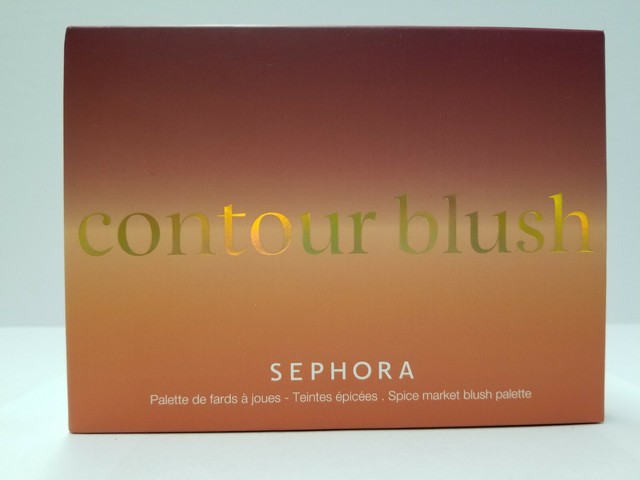 contour blush
SEPHORA
Palette de fards à joues - Teintes épicées . Spice market blush palette